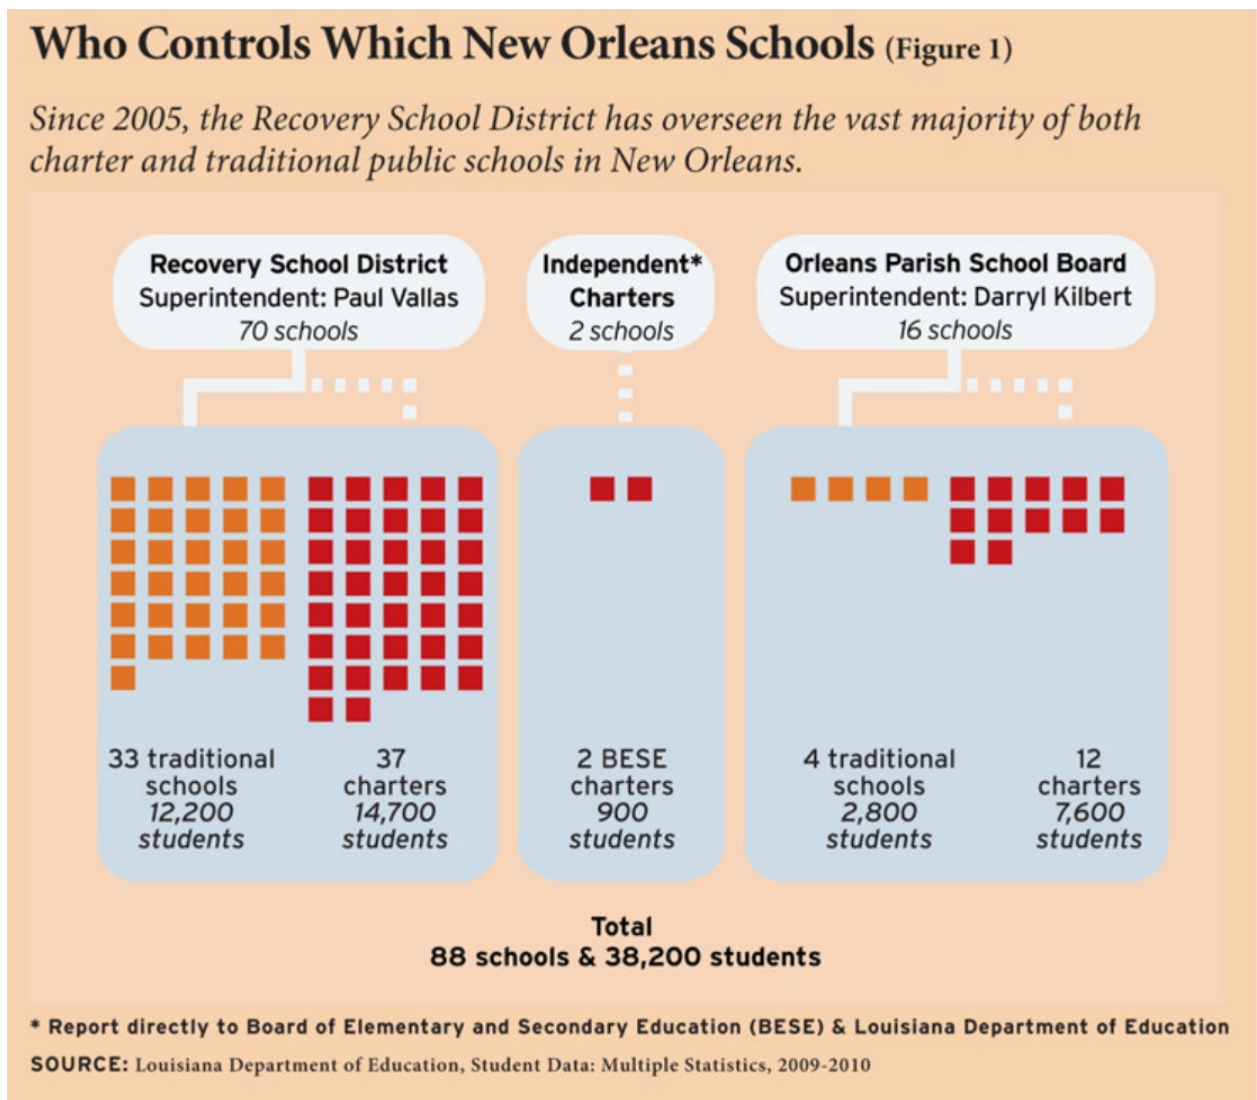 Who Controls Which New Orleans Schools (Figure 1)
Since 2005, the Recovery School District has overseen the vast majority of both
charter and traditional public schools in New Orleans.
Recovery School District
Superintendent: Paul Vallas
70 schools
Independent*
Charters
2 schools
Orleans Parish School Board
Superintendent: Darryl Kilbert
16 schools
33 traditional
schools
12,200
students
37
charters
14,700
students
2 BESE
charters
900
students
4 traditional
schools
2,800
students
12
charters
7,600
students
Total
88 schools & 38,200 students
* Report directly to Board of Elementary and Secondary Education (BESE) & Louisiana Department of Education
SOURCE: Louisiana Department of Education, Student Data: Multiple Statistics, 2009-2010